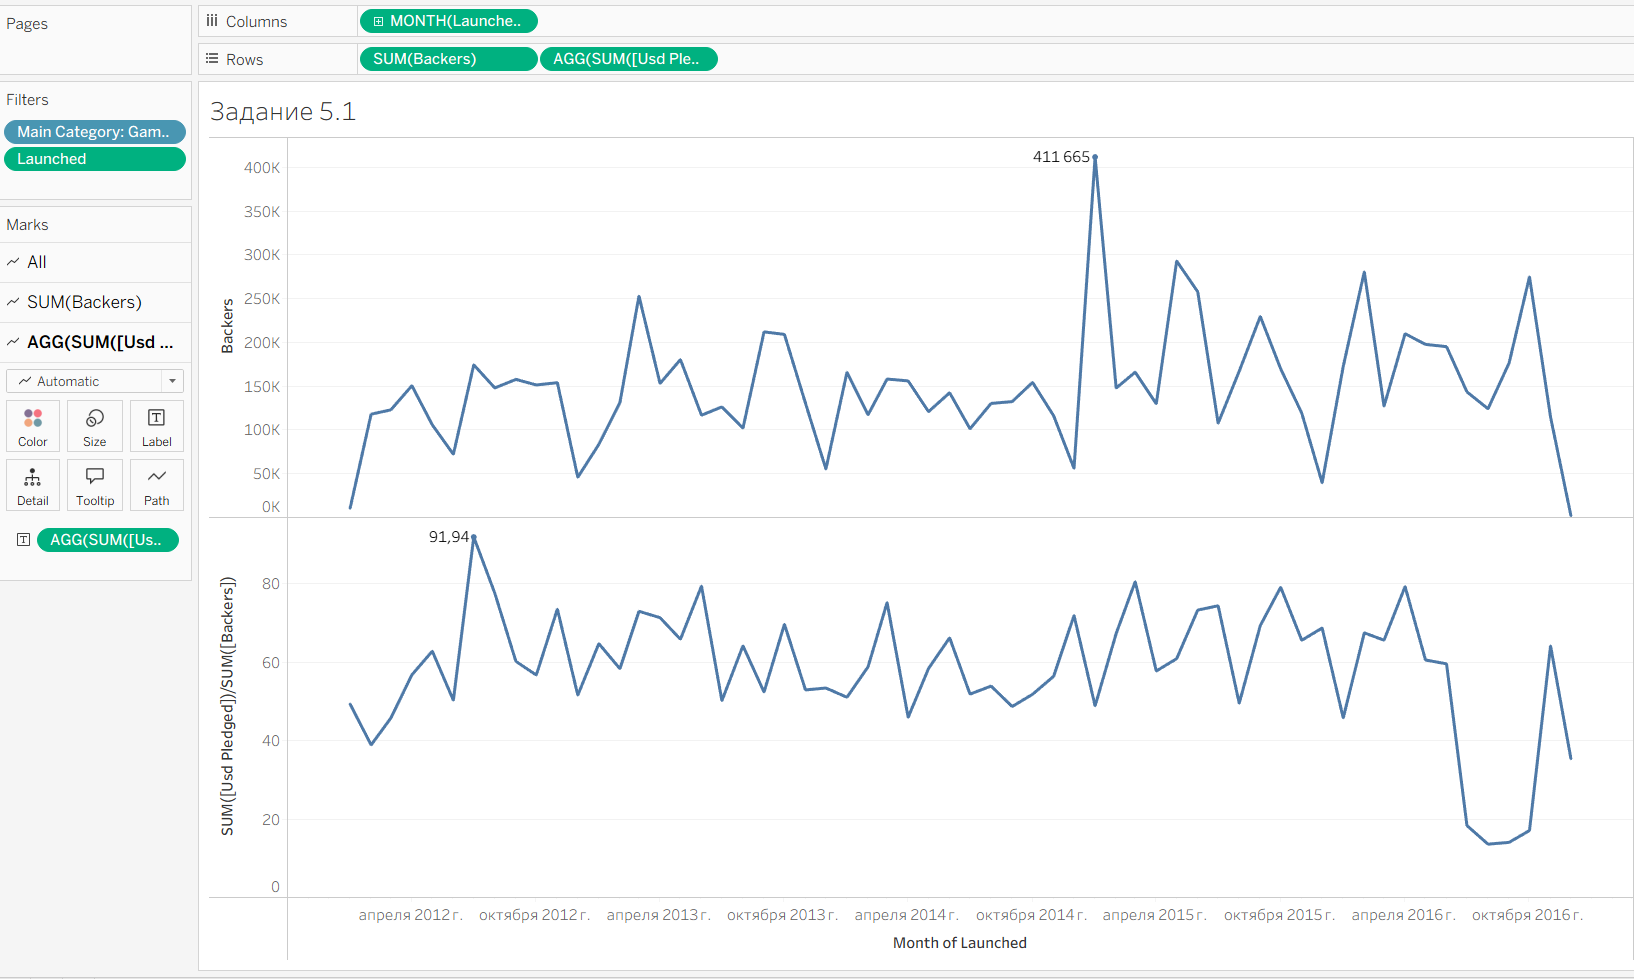 Pages
Columns
MONTH(Launche..
Rows
SUM(Backers)
AGG(SUM([Usd Ple..
Filters
Main Category: Gam..
Launched
Marks
All
SUM(Backers)
AGG(SUM([Usd ...
Automatic
Color
Size
Label
Detail
Tooltip
Path
AGG(SUM([Us..
Задание 5.1
Backers
400K
350K
300K
250K
200K
150K
100K
50K
0K
411 665
SUM([Usd Pledged])/SUM([Backers])
80
60
40
20
0
91,94
апреля 2012 г.
октября 2012 г.
апреля 2013 г.
октября 2013 г.
апреля 2014 г.
октября 2014 г.
апреля 2015 г.
октября 2015 г.
апреля 2016 г.
октября 2016 г.
Month of Launched